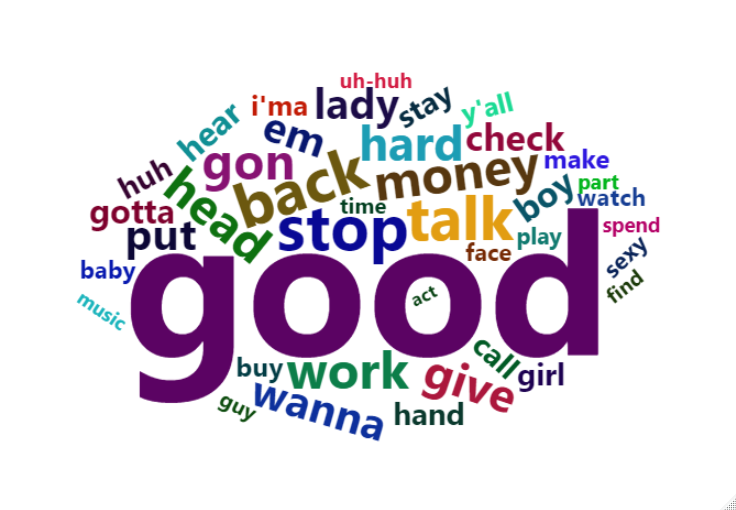 uh-huh
i'ma
lady
stay
y'all
hear
em
hard
check
huh
gon
back
money
make
gotta
head
time
boy
part
watch
put
stop
talk
play
spend
baby
face
sexy
music
good
act
find
buy
work
give
call
girl
guy
wanna
hand